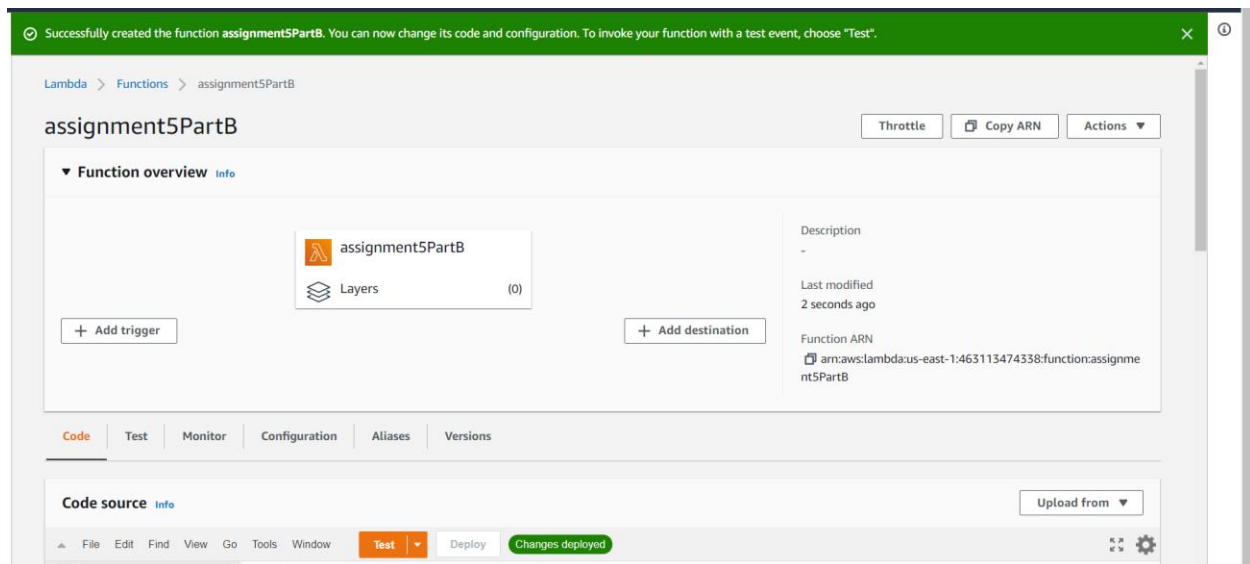 Successfully created the function assignment5PartB. You can now change its code and configuration. To invoke your function with a test event, choose "Test".
Lambda > Functions > assignment5PartB
assignment5PartB
Throttle
Copy ARN
Actions
Function overview Info
assignment5PartB
Layers (0)
+ Add trigger
+ Add destination
Description
-
Last modified
2 seconds ago
Function ARN
arn:aws:lambda:us-east-1:463113474338:function:assignme
nt5PartB
Code Test Monitor Configuration Aliases Versions
Code source Info
Upload from
File Edit Find View Go Tools Window Test Deploy Changes deployed